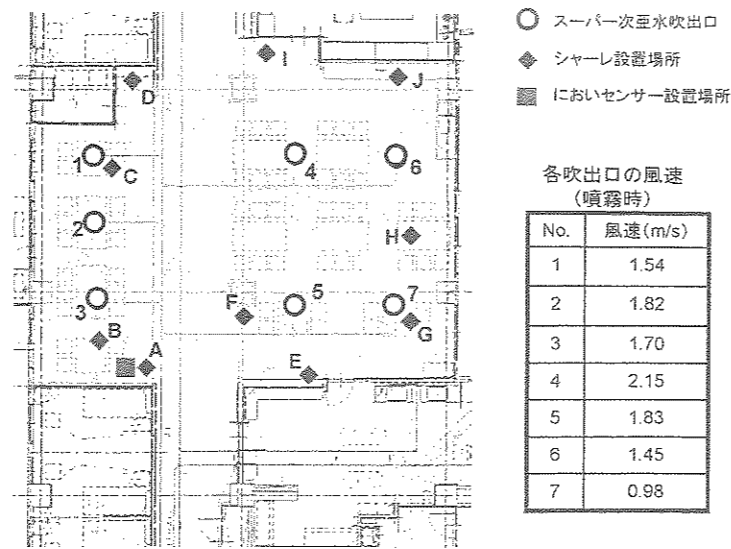 スーパー次亜水吹出口
シャーレ設置場所
においセンサー設置場所
I
J
D
1
C
4
6
2
H
3
F
5
7
B
G
A
E
各吹出口の風速
(噴霧時)
No. 風速(m/s)
1 1.54
2 1.82
3 1.70
4 2.15
5 1.83
6 1.45
7 0.98